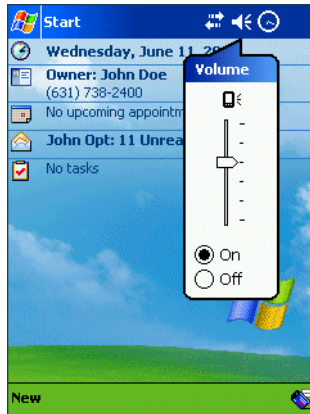 Start
Wednesday, June 11, 20
Volume
Owner: John Doe
(631) 738-2400
No upcoming appointm
John Opt: 11 Unrea
No tasks
On
Off
New